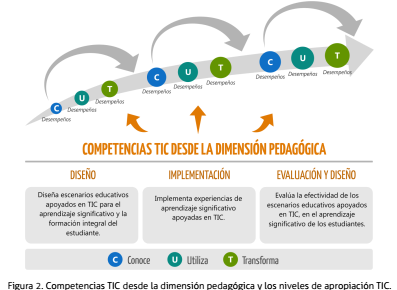 C U T
Desempeños Desempeños Desempeños
C U T
Desempeños Desempeños Desempeños
C U T
Desempeños Desempeños Desempeños
COMPETENCIAS TIC DESDE LA DIMENSIÓN PEDAGÓGICA
DISEÑO
Diseña escenarios educativos
apoyados en TIC para el
aprendizaje significativo y la
formación integral del
estudiante.
IMPLEMENTACIÓN
Implementa experiencias de
aprendizaje significativo
apoyadas en TIC.
EVALUACIÓN Y DISEÑO
Evalúa la efectividad de los
escenarios educativos apoyados
en TIC, en el aprendizaje
significativo de los estudiantes.
C Conoce U Utiliza T Transforma
Figura 2. Competencias TIC desde la dimensión pedagógica y los niveles de apropiación TIC.